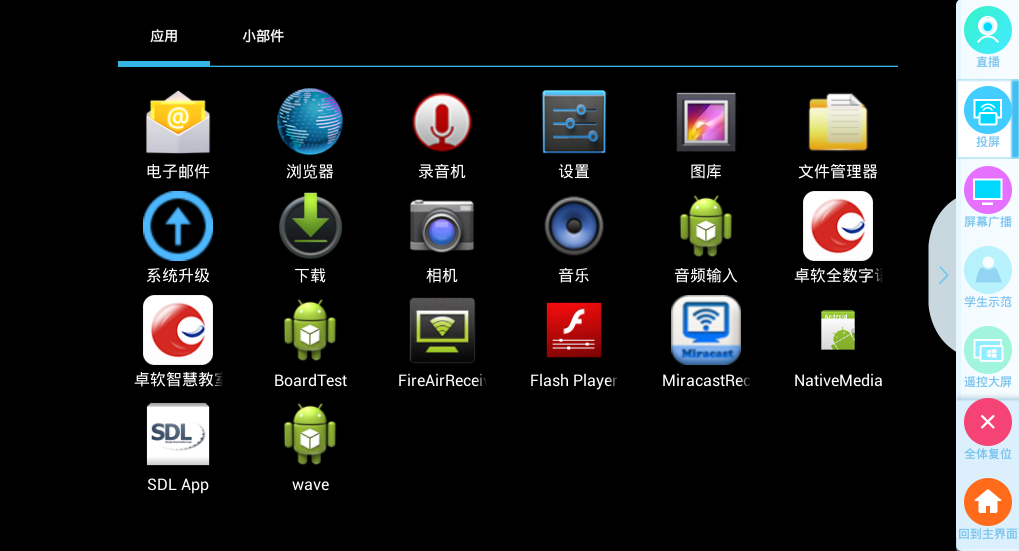 应用
小部件
电子邮件
浏览器
录音机
设置
图库
文件管理器
系统升级
下载
相机
音乐
音频输入
卓软全数字
卓软智慧教
BoardTest
FireAirRecei
Flash Player
Miracast
MiracastRec
Android
NativeMedia
SDL
SDL App
wave
直播
投屏
屏幕广播
学生示范
遥控大屏
全体复位
回到主界面